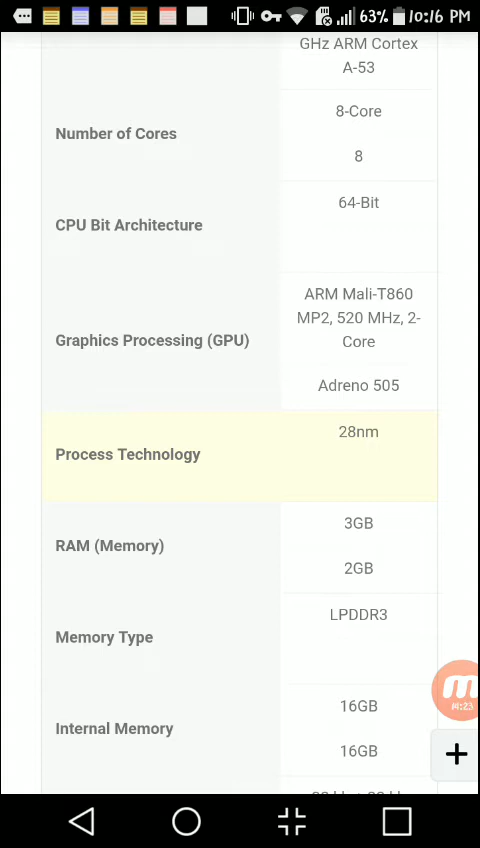 63% 10:16 PM
GHz ARM Cortex
A-53
Number of Cores
8-Core
8
CPU Bit Architecture
64-Bit
Graphics Processing (GPU)
ARM Mali-T860
MP2, 520 MHz, 2-
Core
Adreno 505
Process Technology
28nm
RAM (Memory)
3GB
2GB
Memory Type
LPDDR3
Internal Memory
16GB
16GB
14:23